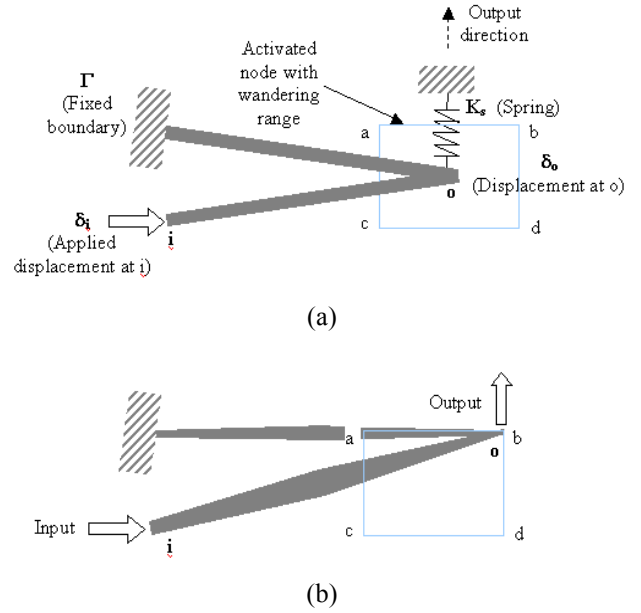 Output
direction
Activated
node with
wandering
range
Γ
(Fixed
boundary)
Ks (Spring)
a
b
δo
(Displacement at o)
o
δi
(Applied
displacement at i)
i
c
d
(a)
Output
a
b
o
Input
i
c
d
(b)